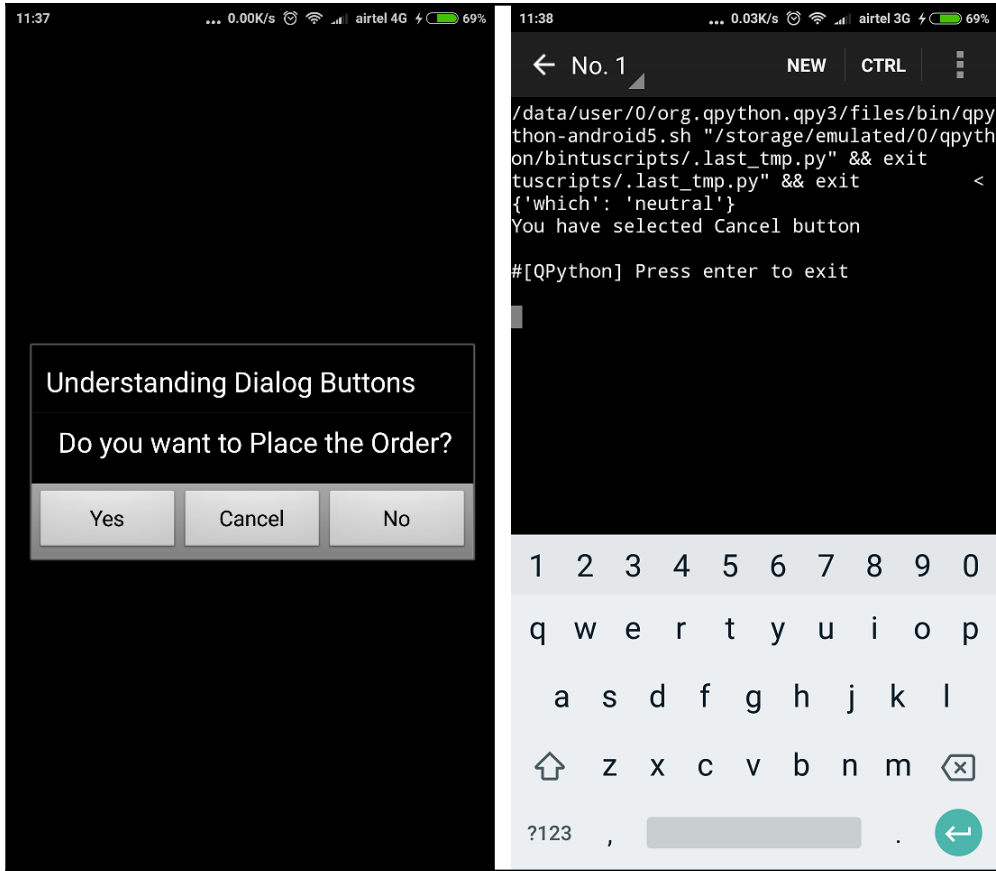 11:37 ... 0.00K/s airtel 4G 69%
Understanding Dialog Buttons
Do you want to Place the Order?
Yes Cancel No
11:38 ... 0.03K/s airtel 3G 69%
No. 1 NEW CTRL
/data/user/0/org.qpython.qpy3/files/bin/qpy
thon-android5.sh "/storage/emulated/0/qpyth
on/bintuscripts/.last_tmp.py" && exit
tuscripts/.last_tmp.py" && exit <
{'which': 'neutral'}
You have selected Cancel button
#[QPython] Press enter to exit
1 2 3 4 5 6 7 8 9 0
q w e r t y u i o p
a s d f g h j k l
z x c v b n m
?123 , .